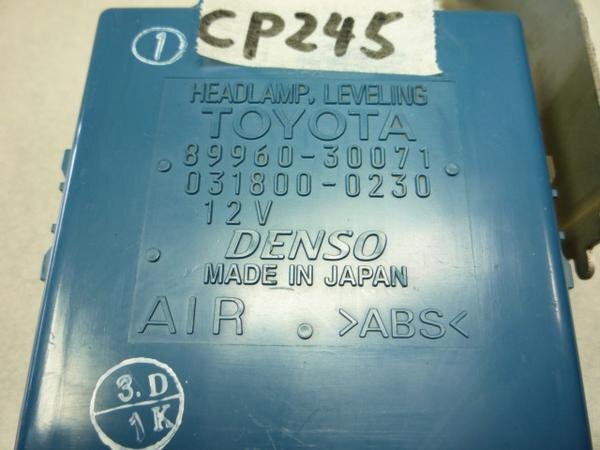 CP245
1
HEADLAMP, LEVELING
TOYOTA
89960-30071
031800-0230
12V
DENSO
MADE IN JAPAN
AIR >ABS<
3.D
1K